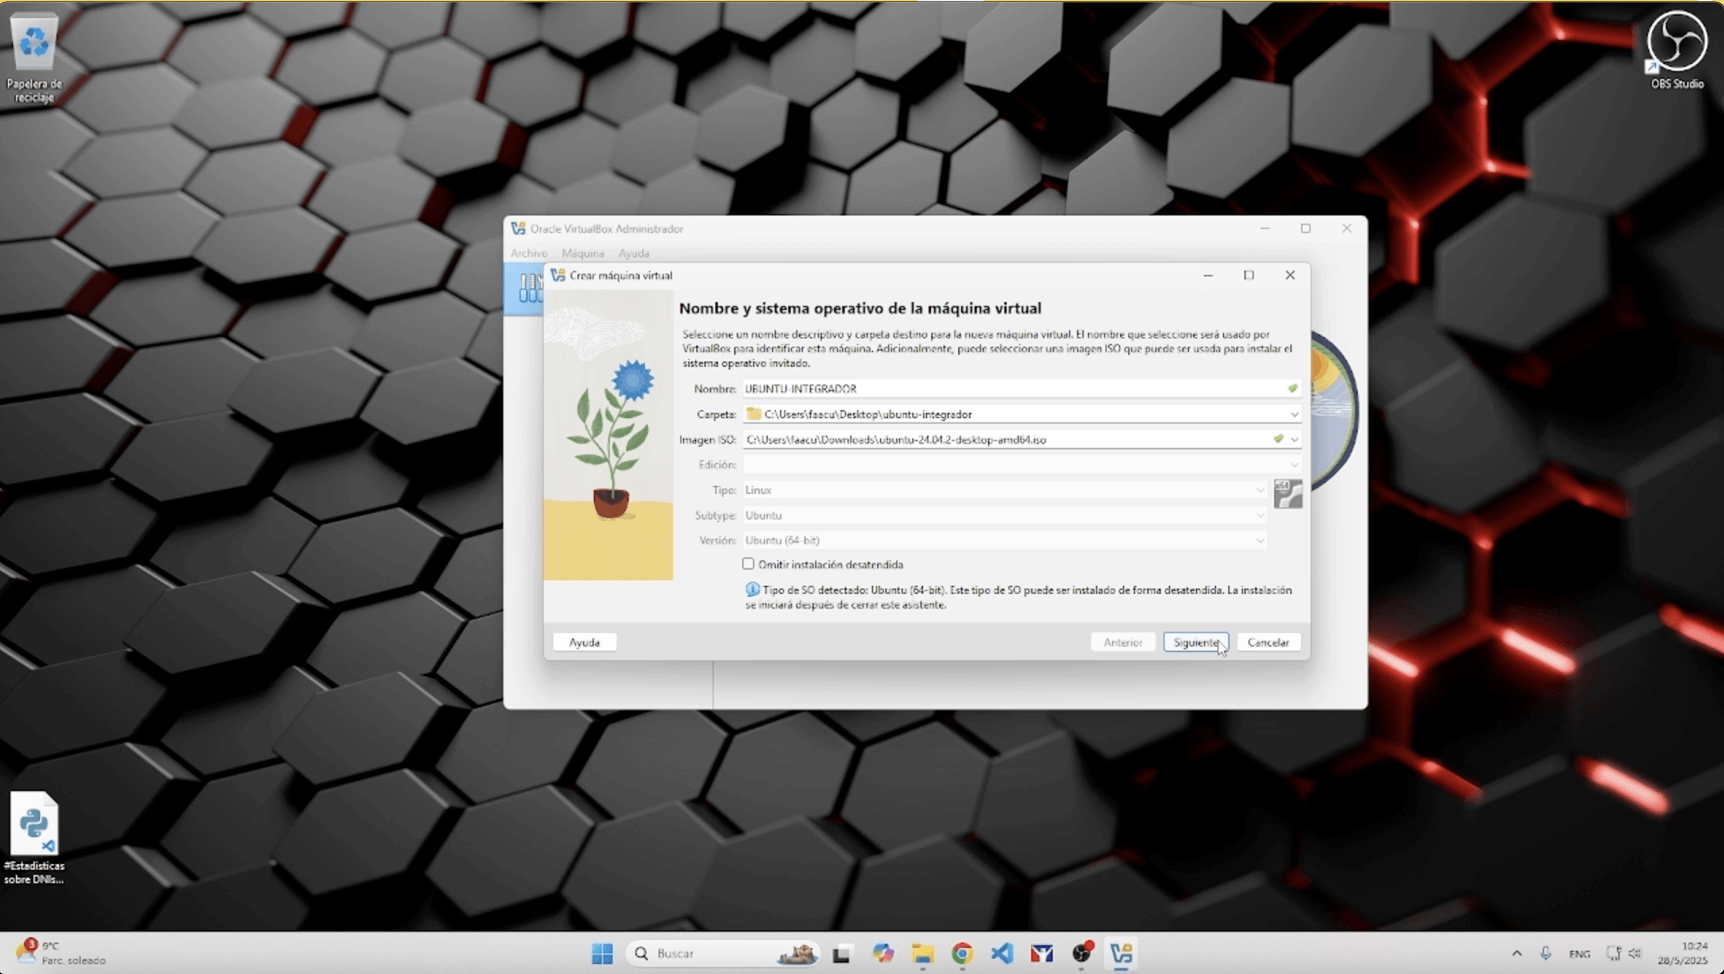 Papelera de
reciclaje
OBS Studio
Oracle VirtualBox Administrador
Archivo Máquina Ayuda
Crear máquina virtual
Nombre y sistema operativo de la máquina virtual
Seleccione un nombre descriptivo y carpeta destino para la nueva máquina virtual. El nombre que seleccione será usado por
VirtualBox para identificar esta máquina. Adicionalmente, puede seleccionar una imagen ISO que puede ser usada para instalar el
sistema operativo invitado.
Nombre: UBUNTU-INTEGRADOR
Carpeta: C:\Users\faacu\Desktop\ubuntu-integrador
Imagen ISO: C:\Users\faacu\Downloads\ubuntu-24.04.2-desktop-amd64.iso
Edición:
Tipo: Linux
x64
Subtype: Ubuntu
Versión: Ubuntu (64-bit)
Omitir instalación desatendida
Tipo de SO detectado: Ubuntu (64-bit). Este tipo de SO puede ser instalado de forma desatendida. La instalación
se iniciará después de cerrar este asistente.
Ayuda Anterior Siguiente Cancelar
#Estadisticas
sobre DNIs...
3
9°C
Parc. soleado
Buscar
ENG
10:24
28/5/2025